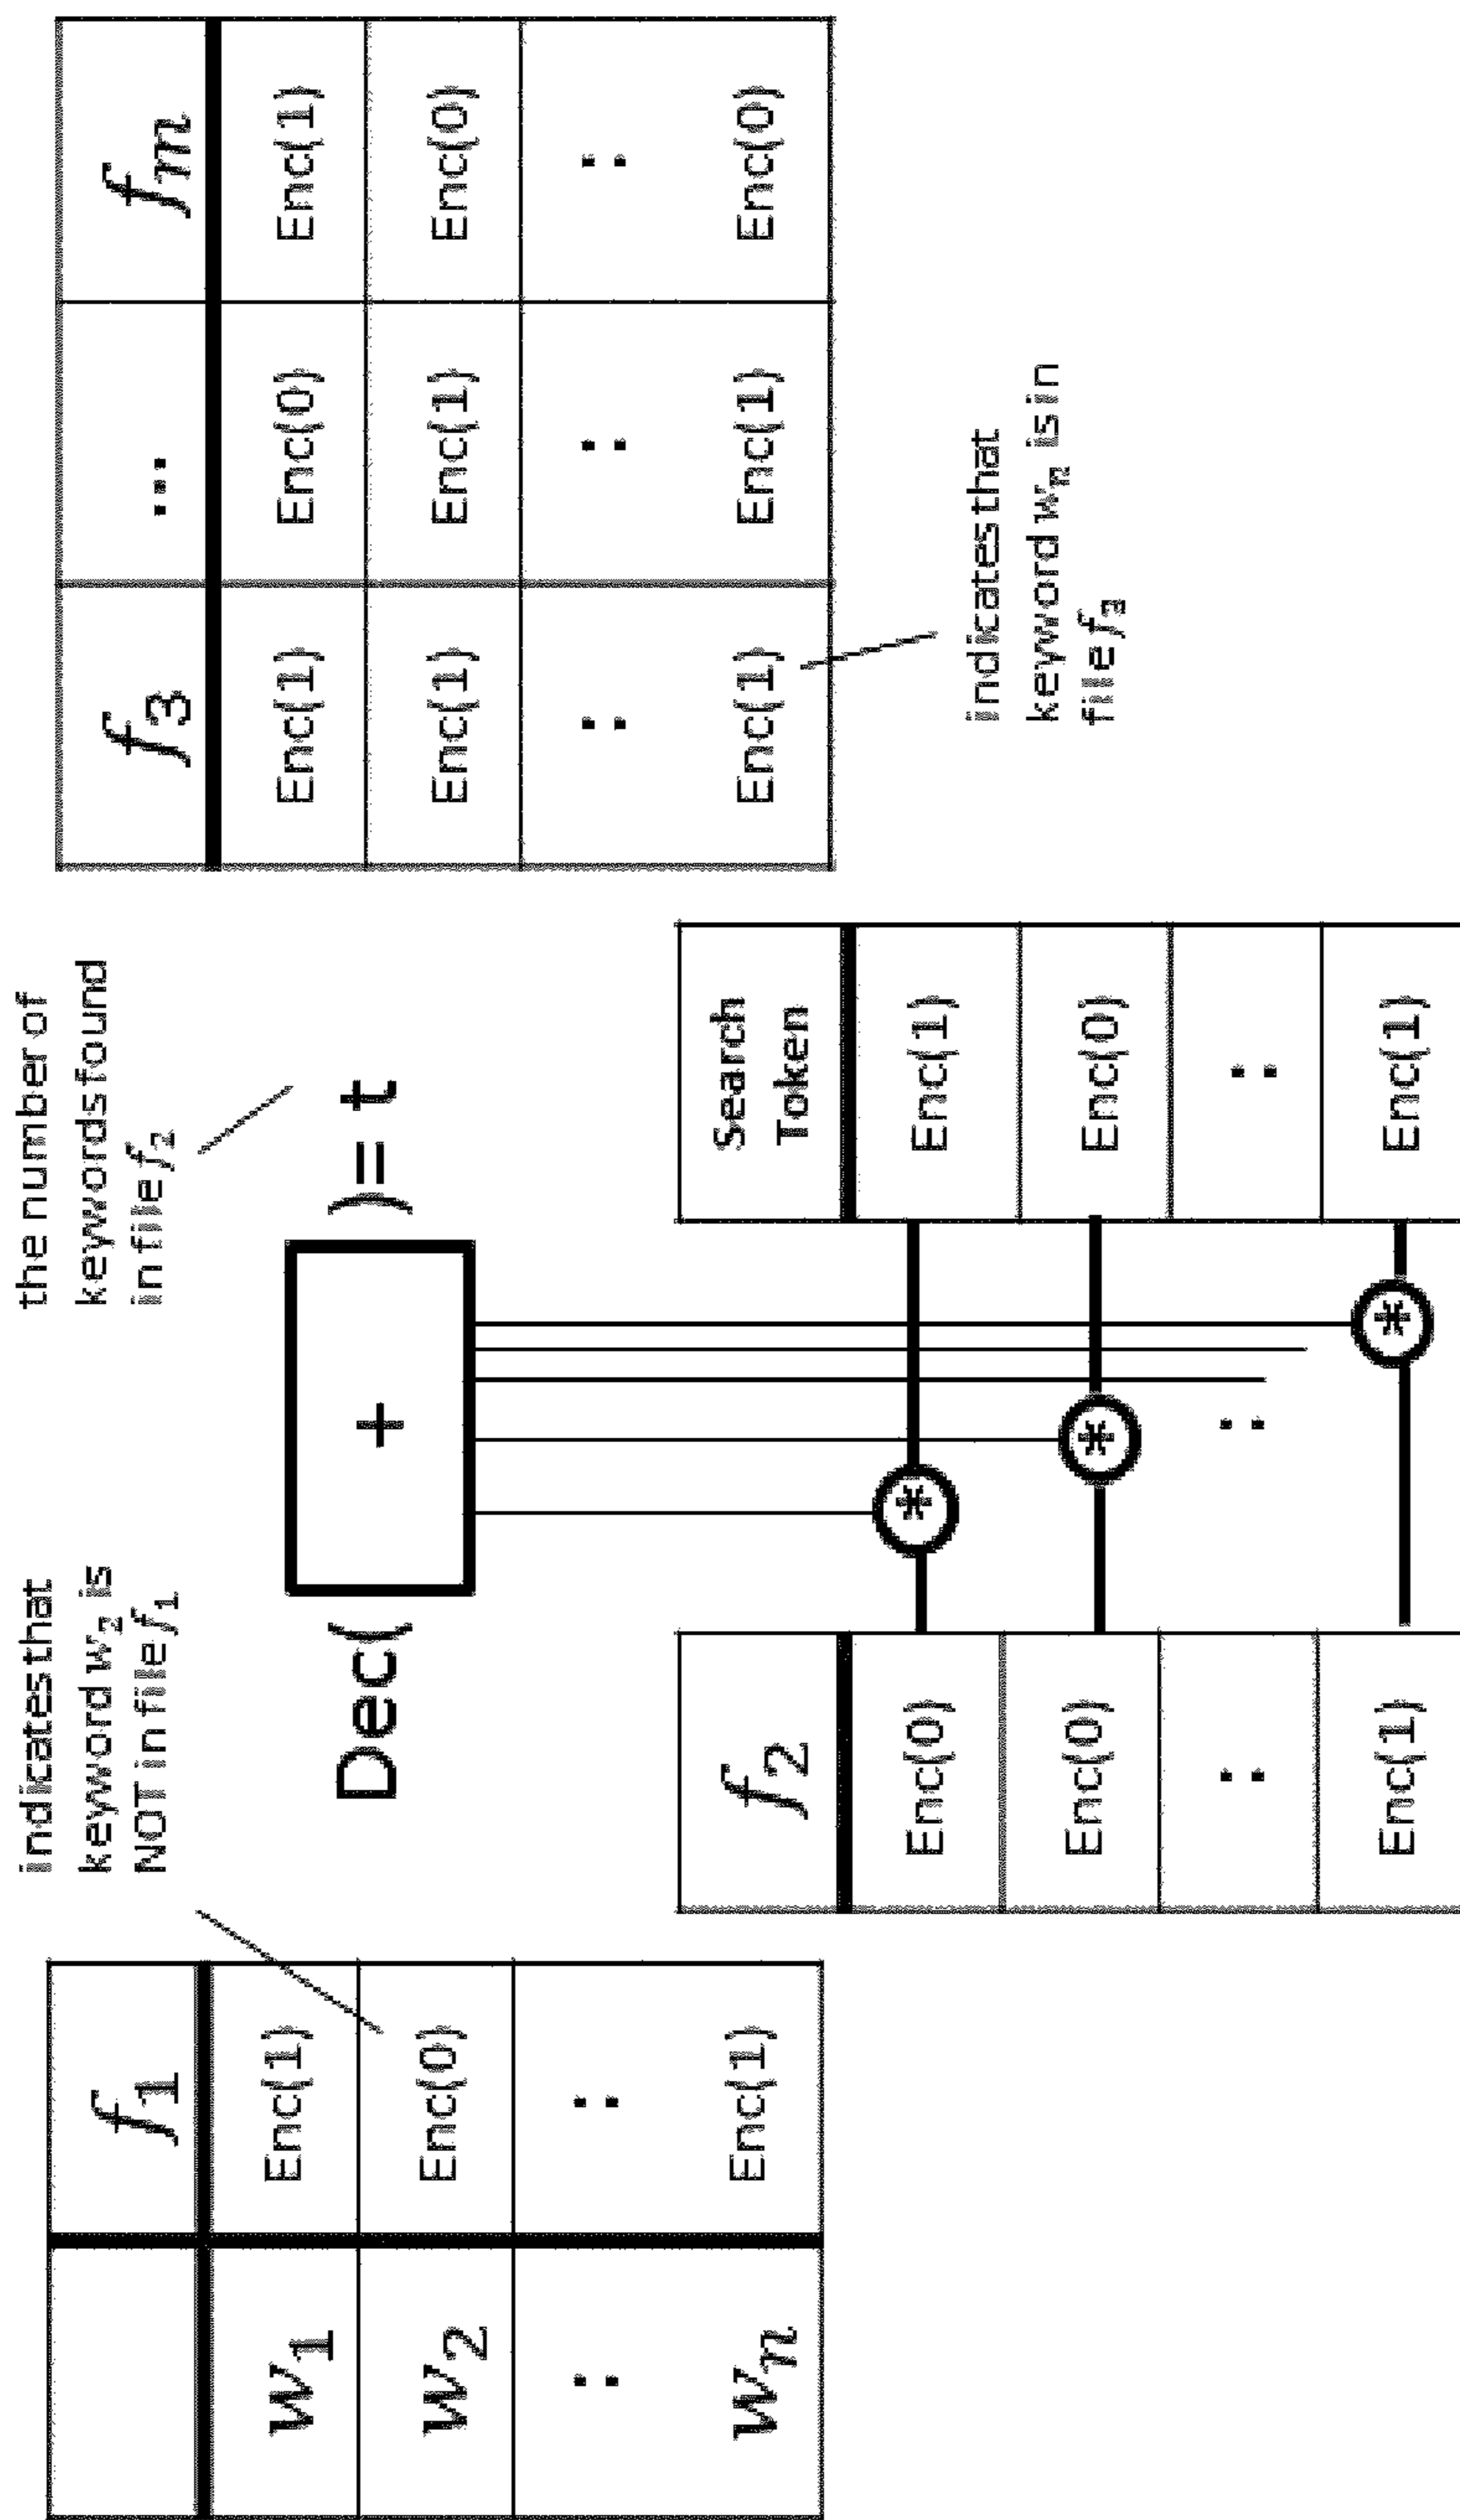 indicates that
keyword w₂ is
NOT in file f₁
the number of
keywords found
in file f₂
f₁
w₁ Enc(1)
w₂ Enc(0)
: :
wₙ Enc(1)
Dec( + ) = t
f₂
Enc(0)
Enc(0)
:
Enc(1)
*
*
:
*
Search
Token
Enc(1)
Enc(0)
:
Enc(1)
f₃ ... fₘ
Enc(1) Enc(0) Enc(1)
Enc(1) Enc(1) Enc(0)
: : :
Enc(1) Enc(1) Enc(0)
indicates that
keyword wₙ is in
file f₃